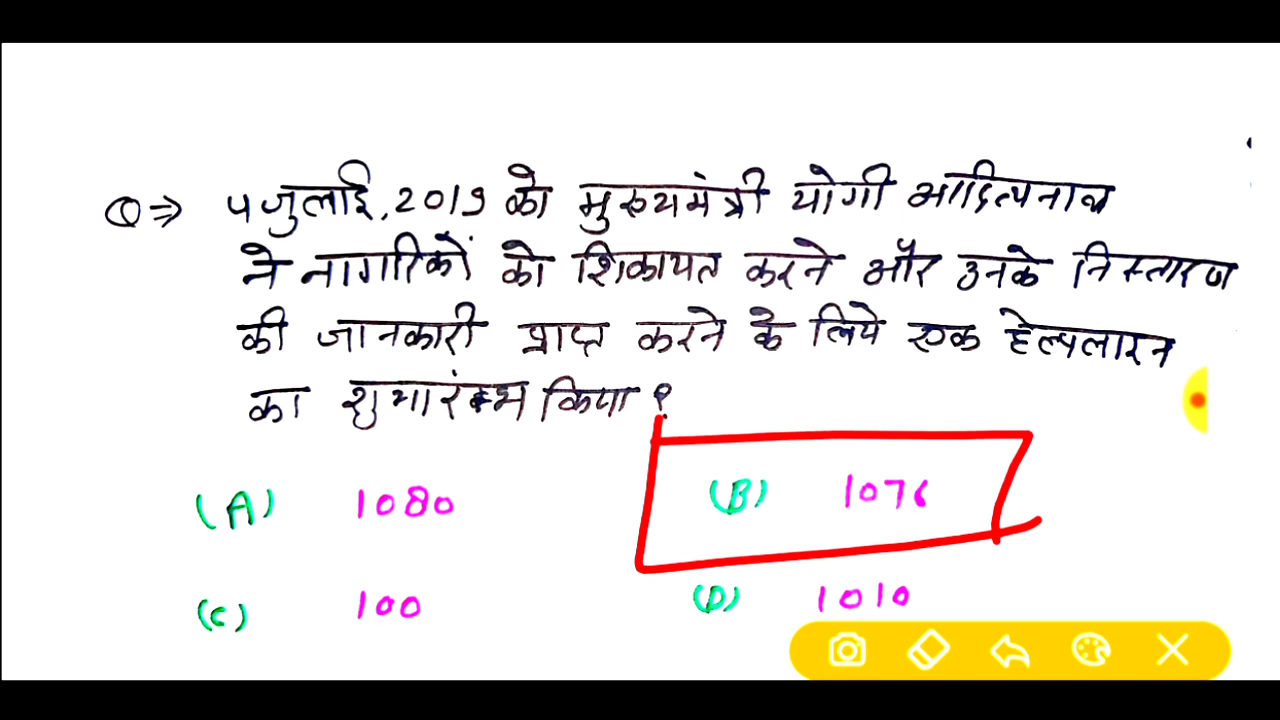 Q⇒ 4 जुलाई, 2019 को मुख्यमंत्री योगी आदित्यनाथ
ने नागरिकों को शिकायत करने और उनके निस्तारण
की जानकारी प्राप्त करने के लिये एक हेल्पलाइन
का शुभारंम्भ किया ?
(A) 1080 (B) 1076
(C) 100 (D) 1010